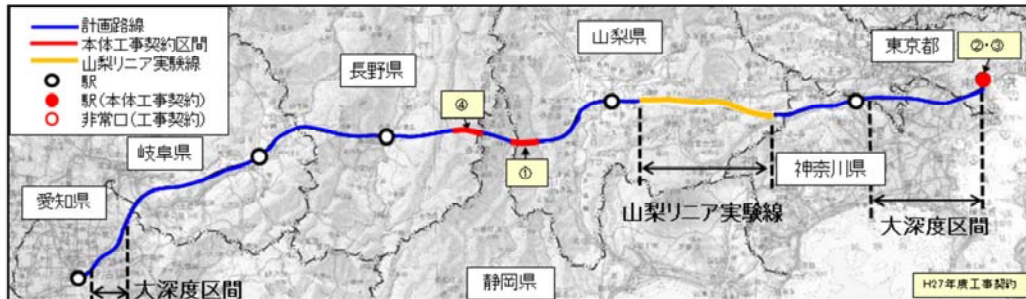 計画路線
本体工事契約区間
山梨リニア実験線
駅
駅(本体工事契約)
非常口(工事契約)
愛知県
岐阜県
長野県
④
①
山梨県
東京都
②・③
神奈川県
静岡県
山梨リニア実験線
大深度区間
大深度区間
H27年度工事契約